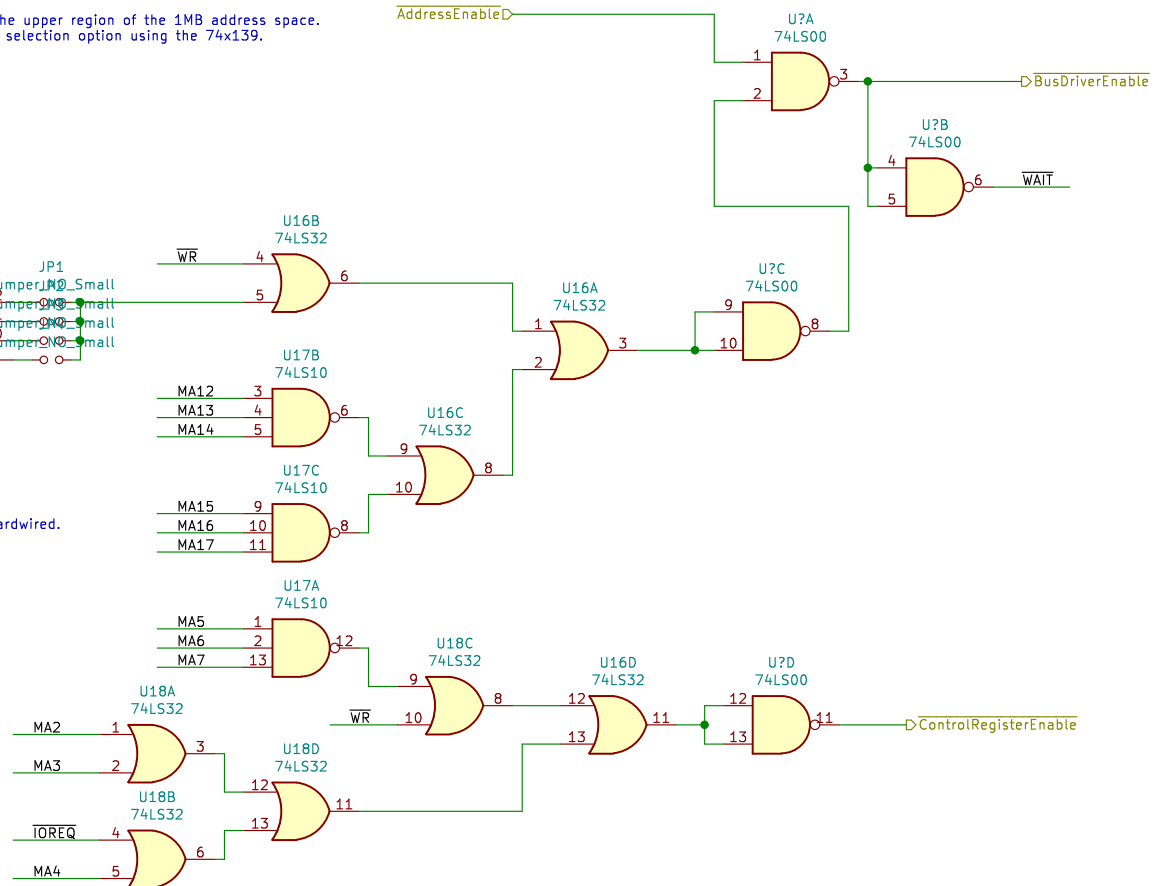 he upper region of the 1MB address space.
selection option using the 74x139.
AddressEnable
U?A
74LS00
1
2
3
BusDriverEnable
U?B
74LS00
4
5
6
WAIT
U16B
74LS32
WR
4
5
6
JP1
umper_NO_Small
U?C
74LS00
9
10
8
U16A
74LS32
1
2
3
U17B
74LS10
MA12
3
MA13
4
MA14
5
6
U16C
74LS32
9
10
8
U17C
74LS10
MA15
9
MA16
10
MA17
11
8
ardwired.
U17A
74LS10
MA5
1
MA6
2
MA7
13
12
U18C
74LS32
9
WR
10
8
U16D
74LS32
12
13
11
U?D
74LS00
12
13
11
ControlRegisterEnable
U18A
74LS32
MA2
1
MA3
2
3
U18D
74LS32
12
13
11
U18B
74LS32
IOREQ
4
MA4
5
6